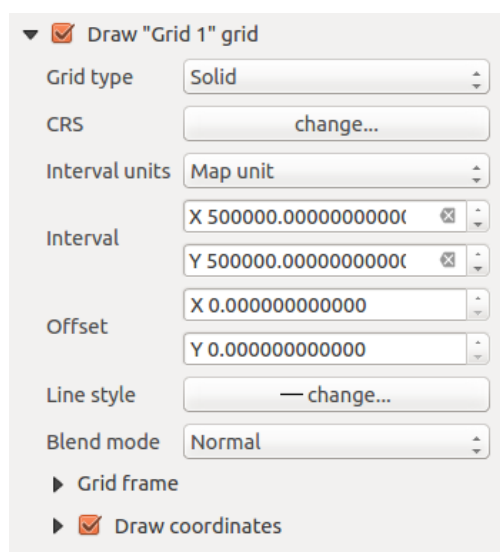 Draw "Grid 1" grid
Grid type Solid
CRS change...
Interval units Map unit
Interval
X 500000.0000000000
Y 500000.0000000000
Offset
X 0.000000000000
Y 0.000000000000
Line style change...
Blend mode Normal
Grid frame
Draw coordinates